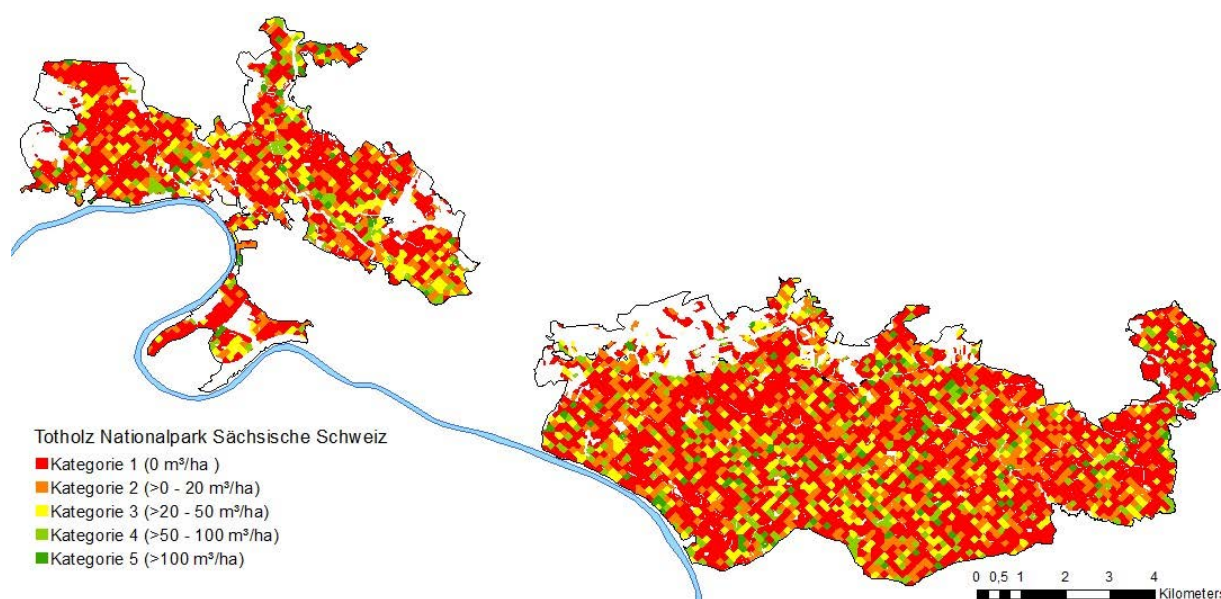 Totholz Nationalpark Sächsische Schweiz
Kategorie 1 (0 m³/ha )
Kategorie 2 (>0 - 20 m³/ha)
Kategorie 3 (>20 - 50 m³/ha)
Kategorie 4 (>50 - 100 m³/ha)
Kategorie 5 (>100 m³/ha)
0 0,5 1 2 3 4
Kilometers